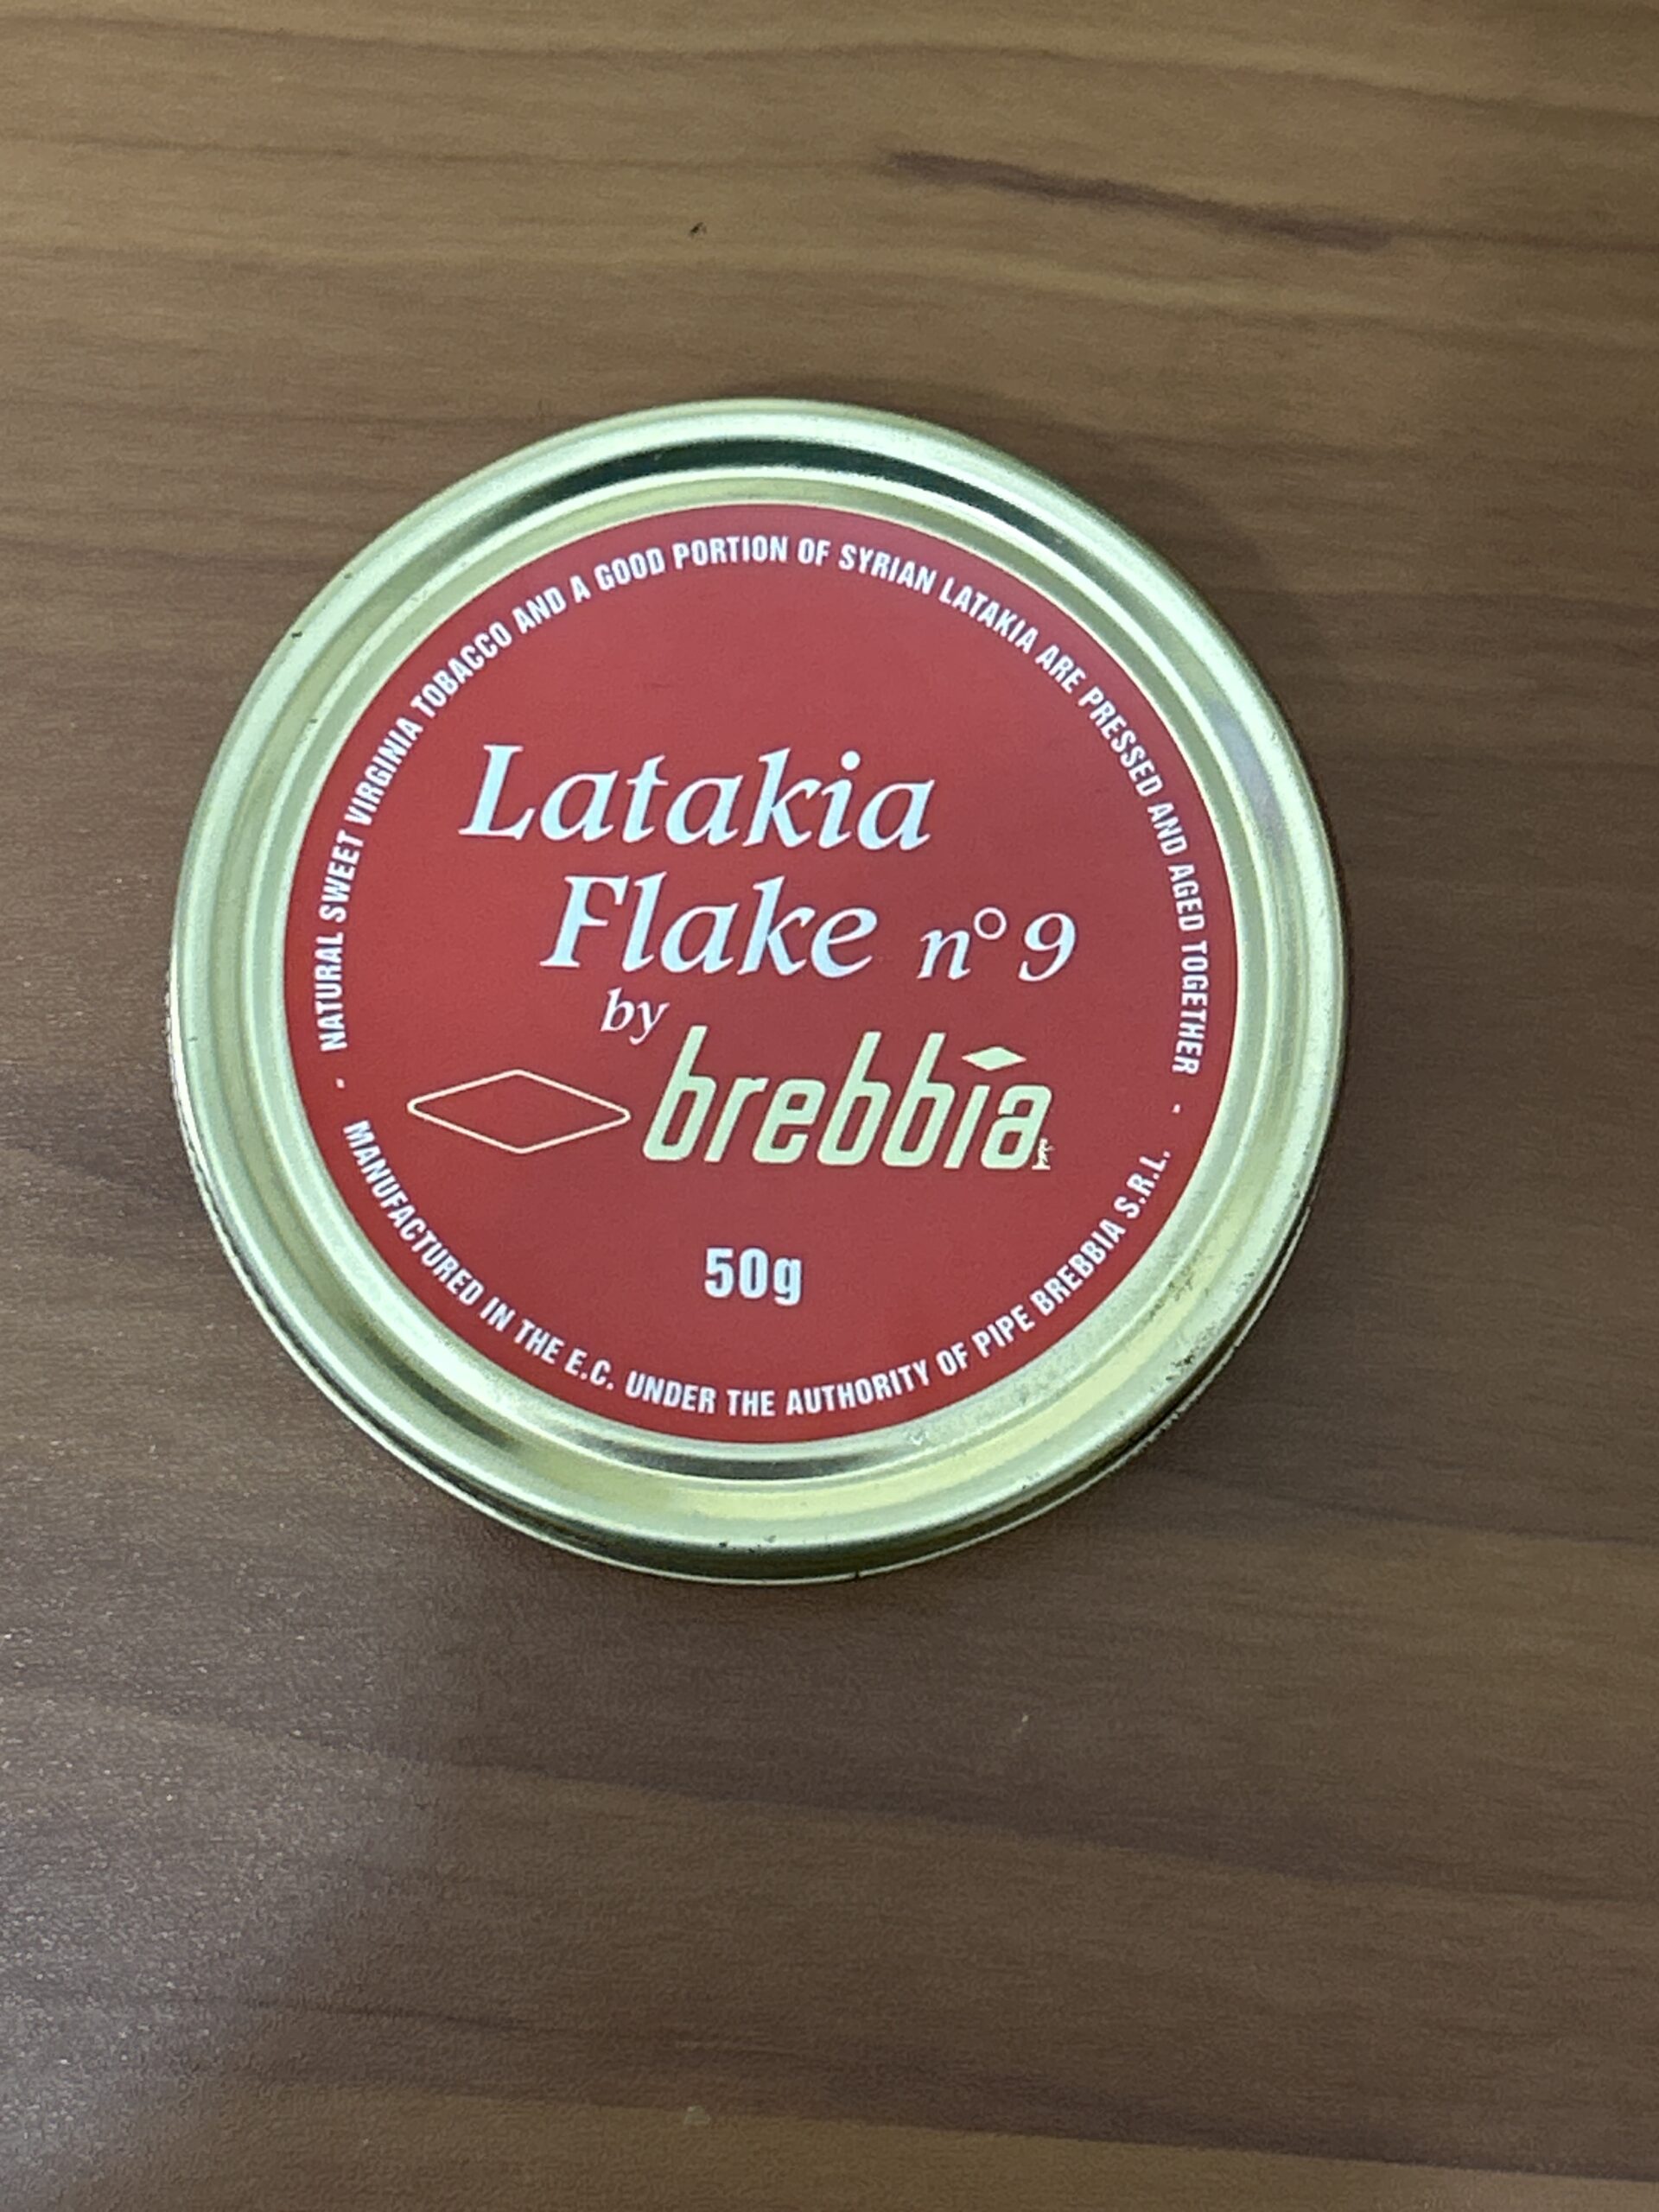 NATURAL SWEET VIRGINIA TOBACCO AND A GOOD PORTION OF SYRIAN LATAKIA ARE PRESSED AND AGED TOGETHER
Latakia
Flake n° 9
by
brebbia
50g
MANUFACTURED IN THE E.C. UNDER THE AUTHORITY OF PIPE BREBBIA S.R.L.